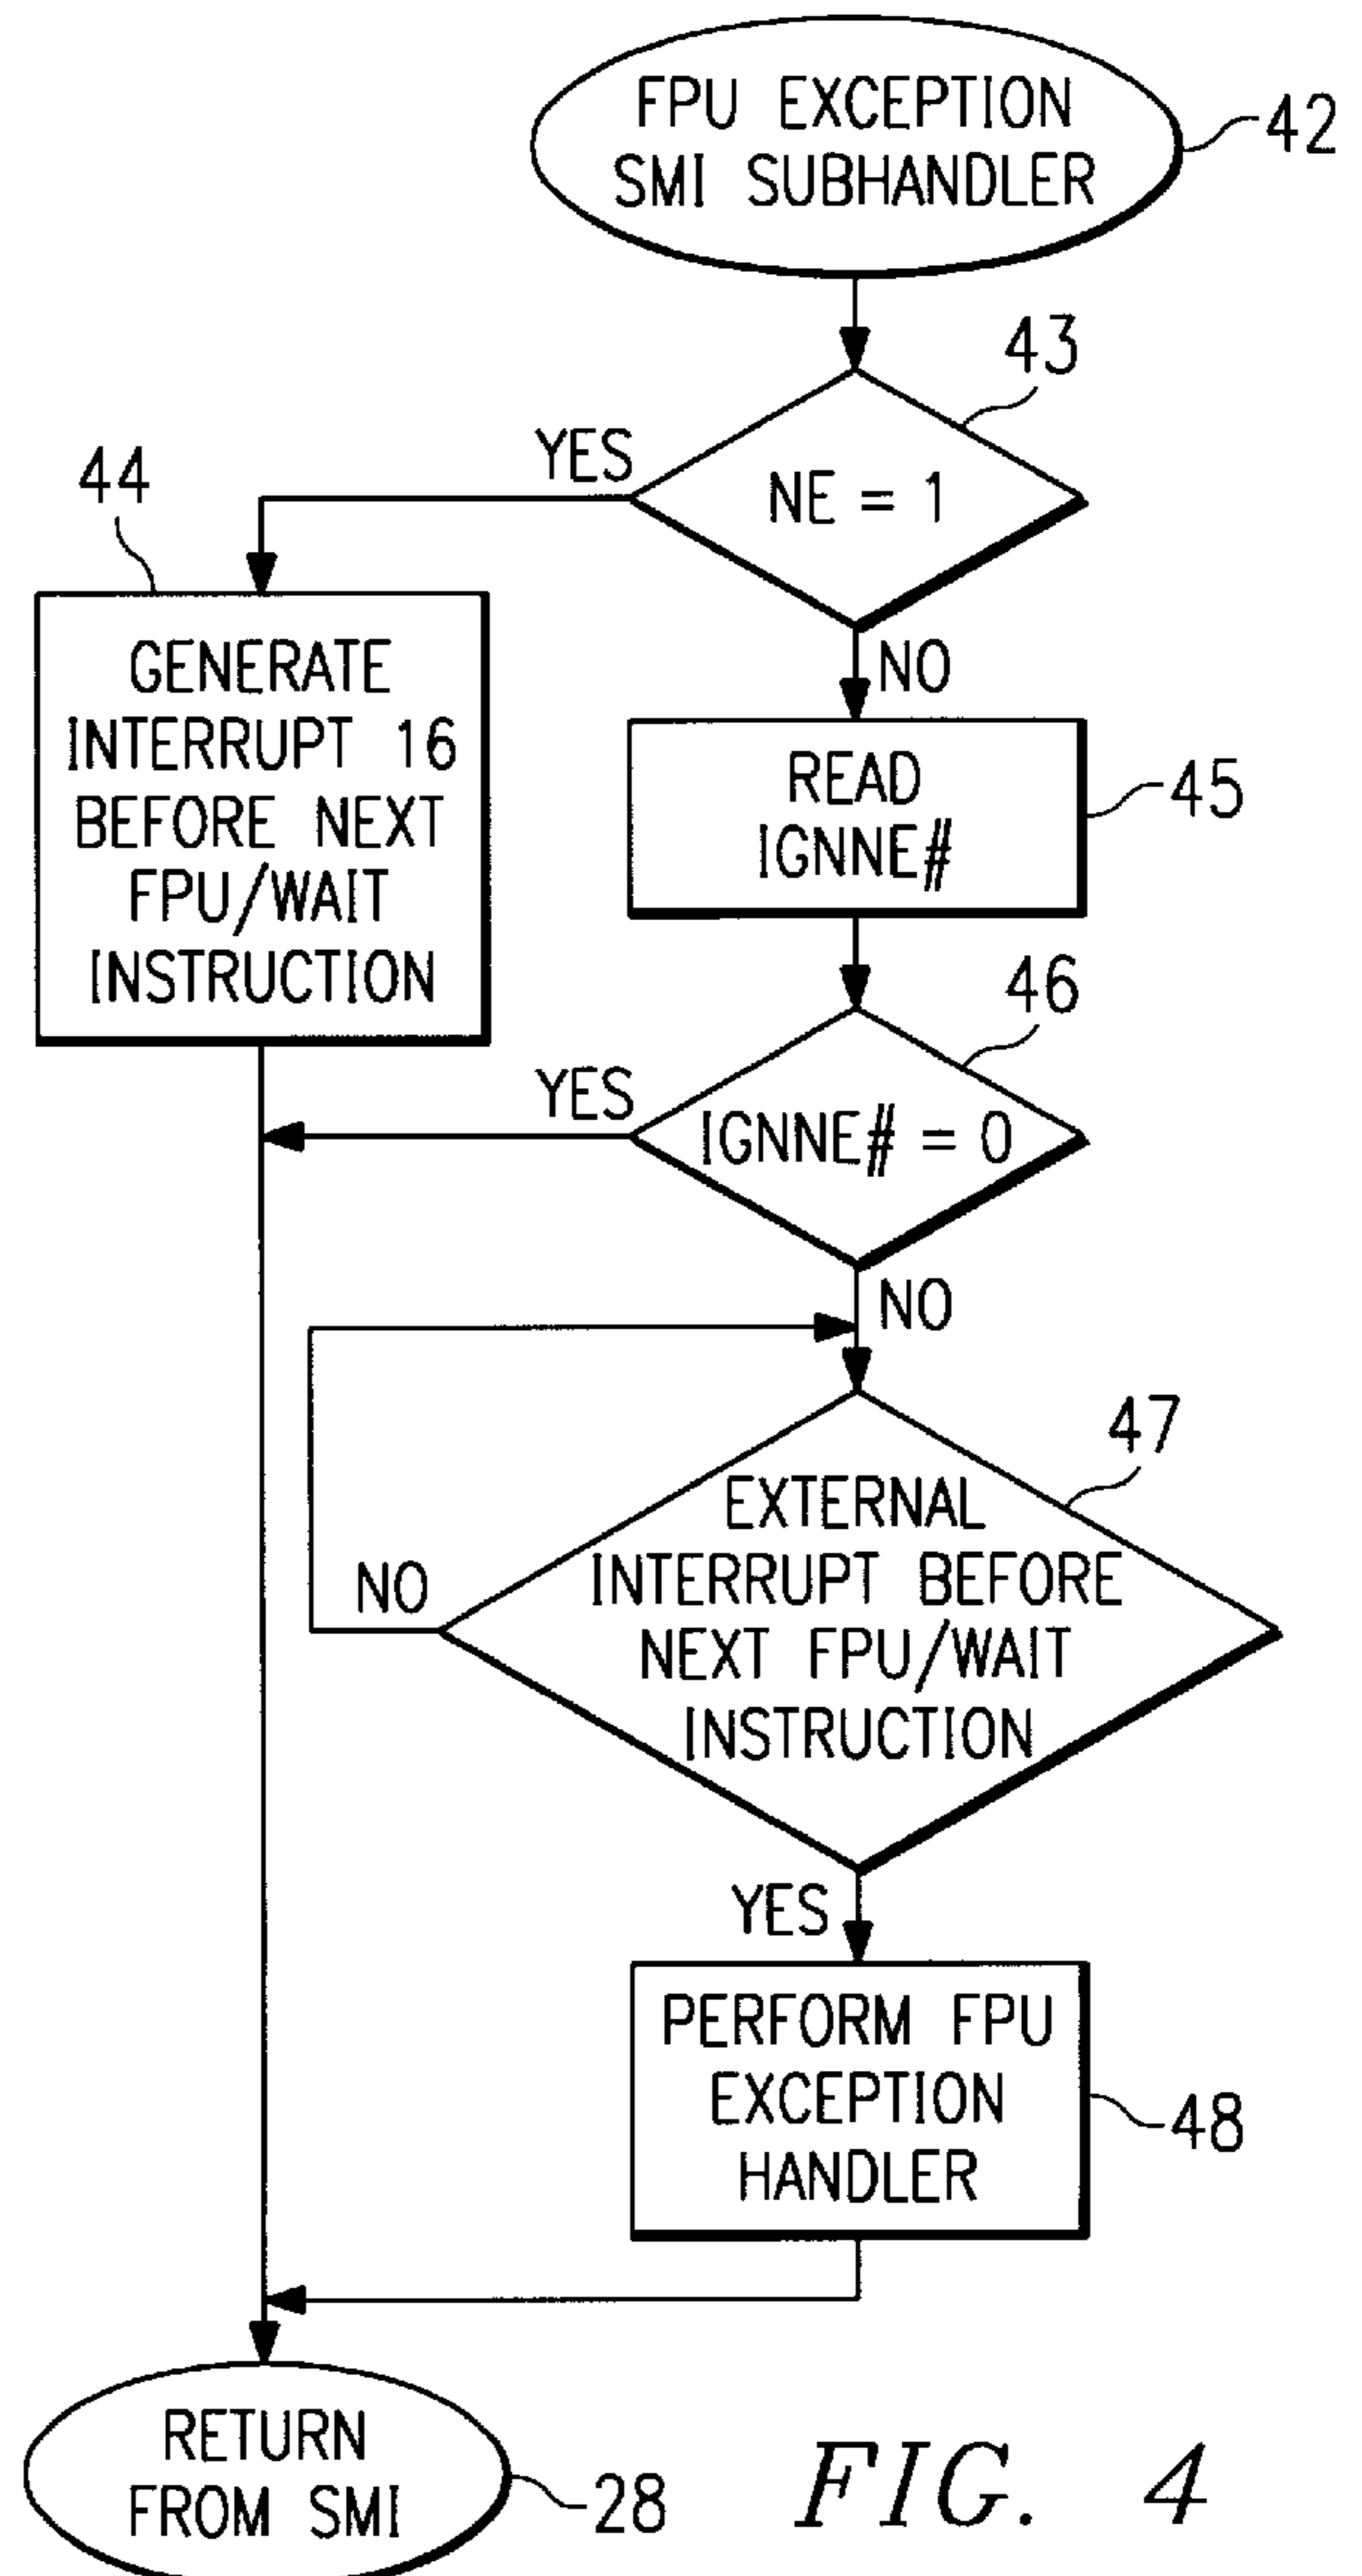 FPU EXCEPTION
SMI SUBHANDLER
42
43
YES
NE = 1
44
NO
GENERATE
INTERRUPT 16
BEFORE NEXT
FPU/WAIT
INSTRUCTION
READ
IGNNE#
45
46
YES
IGNNE# = 0
NO
47
EXTERNAL
INTERRUPT BEFORE
NEXT FPU/WAIT
INSTRUCTION
NO
YES
PERFORM FPU
EXCEPTION
HANDLER
48
RETURN
FROM SMI
28
FIG. 4